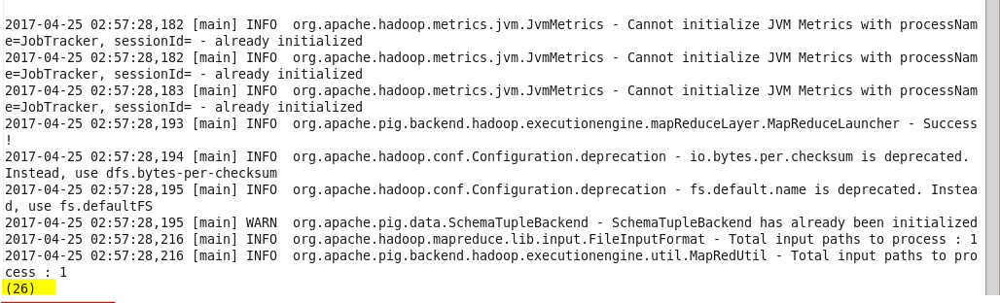 2017-04-25 02:57:28,182 [main] INFO  org.apache.hadoop.metrics.jvm.JvmMetrics - Cannot initialize JVM Metrics with processNam
e=JobTracker, sessionId= - already initialized
2017-04-25 02:57:28,182 [main] INFO  org.apache.hadoop.metrics.jvm.JvmMetrics - Cannot initialize JVM Metrics with processNam
e=JobTracker, sessionId= - already initialized
2017-04-25 02:57:28,183 [main] INFO  org.apache.hadoop.metrics.jvm.JvmMetrics - Cannot initialize JVM Metrics with processNam
e=JobTracker, sessionId= - already initialized
2017-04-25 02:57:28,193 [main] INFO  org.apache.pig.backend.hadoop.executionengine.mapReduceLayer.MapReduceLauncher - Success
!
2017-04-25 02:57:28,194 [main] INFO  org.apache.hadoop.conf.Configuration.deprecation - io.bytes.per.checksum is deprecated.
Instead, use dfs.bytes-per-checksum
2017-04-25 02:57:28,195 [main] INFO  org.apache.hadoop.conf.Configuration.deprecation - fs.default.name is deprecated. Instea
d, use fs.defaultFS
2017-04-25 02:57:28,195 [main] WARN  org.apache.pig.data.SchemaTupleBackend - SchemaTupleBackend has already been initialized
2017-04-25 02:57:28,216 [main] INFO  org.apache.hadoop.mapreduce.lib.input.FileInputFormat - Total input paths to process : 1
2017-04-25 02:57:28,216 [main] INFO  org.apache.pig.backend.hadoop.executionengine.util.MapRedUtil - Total input paths to pro
cess : 1
(26)